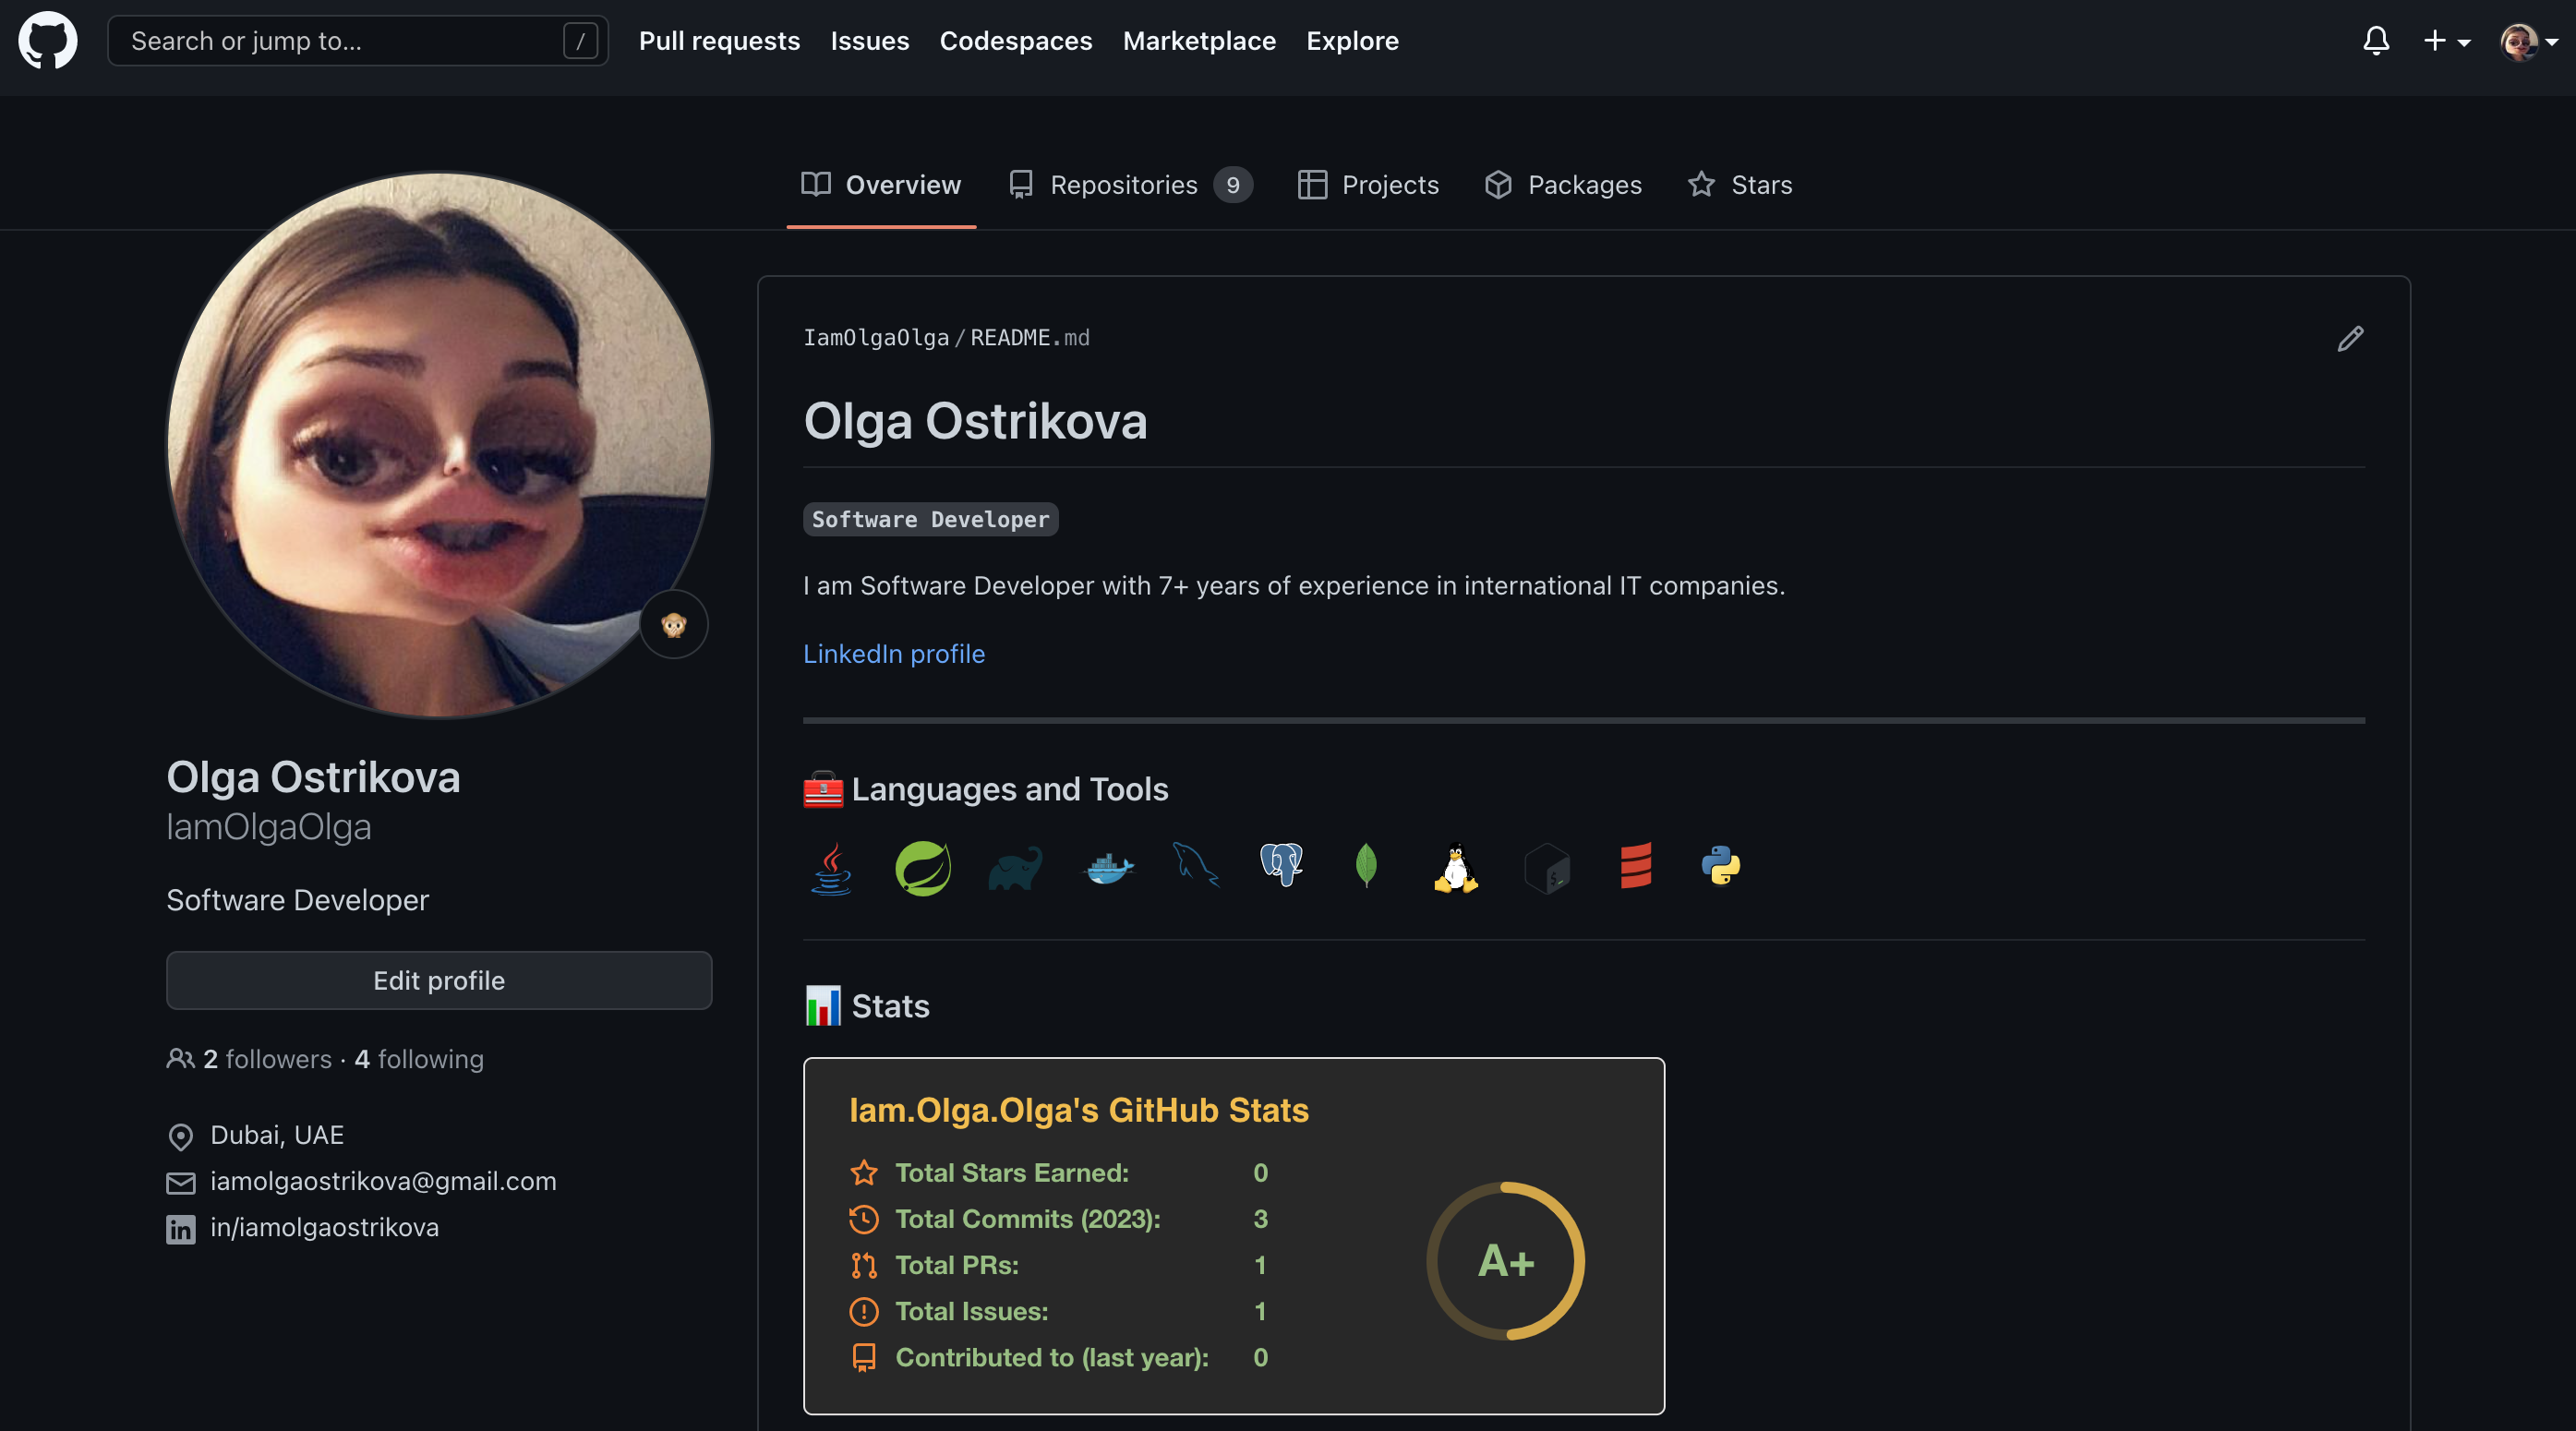 Search or jump to...
/
Pull requests
Issues
Codespaces
Marketplace
Explore
Overview
Repositories 9
Projects
Packages
Stars
Olga Ostrikova
IamOlgaOlga
Software Developer
Edit profile
2 followers · 4 following
Dubai, UAE
iamolgaostrikova@gmail.com
in/iamolgaostrikova
IamOlgaOlga/README.md
Olga Ostrikova
Software Developer
I am Software Developer with 7+ years of experience in international IT companies.
LinkedIn profile
Languages and Tools
Stats
Iam.Olga.Olga's GitHub Stats
Total Stars Earned: 0
Total Commits (2023): 3
Total PRs: 1
Total Issues: 1
Contributed to (last year): 0
A+